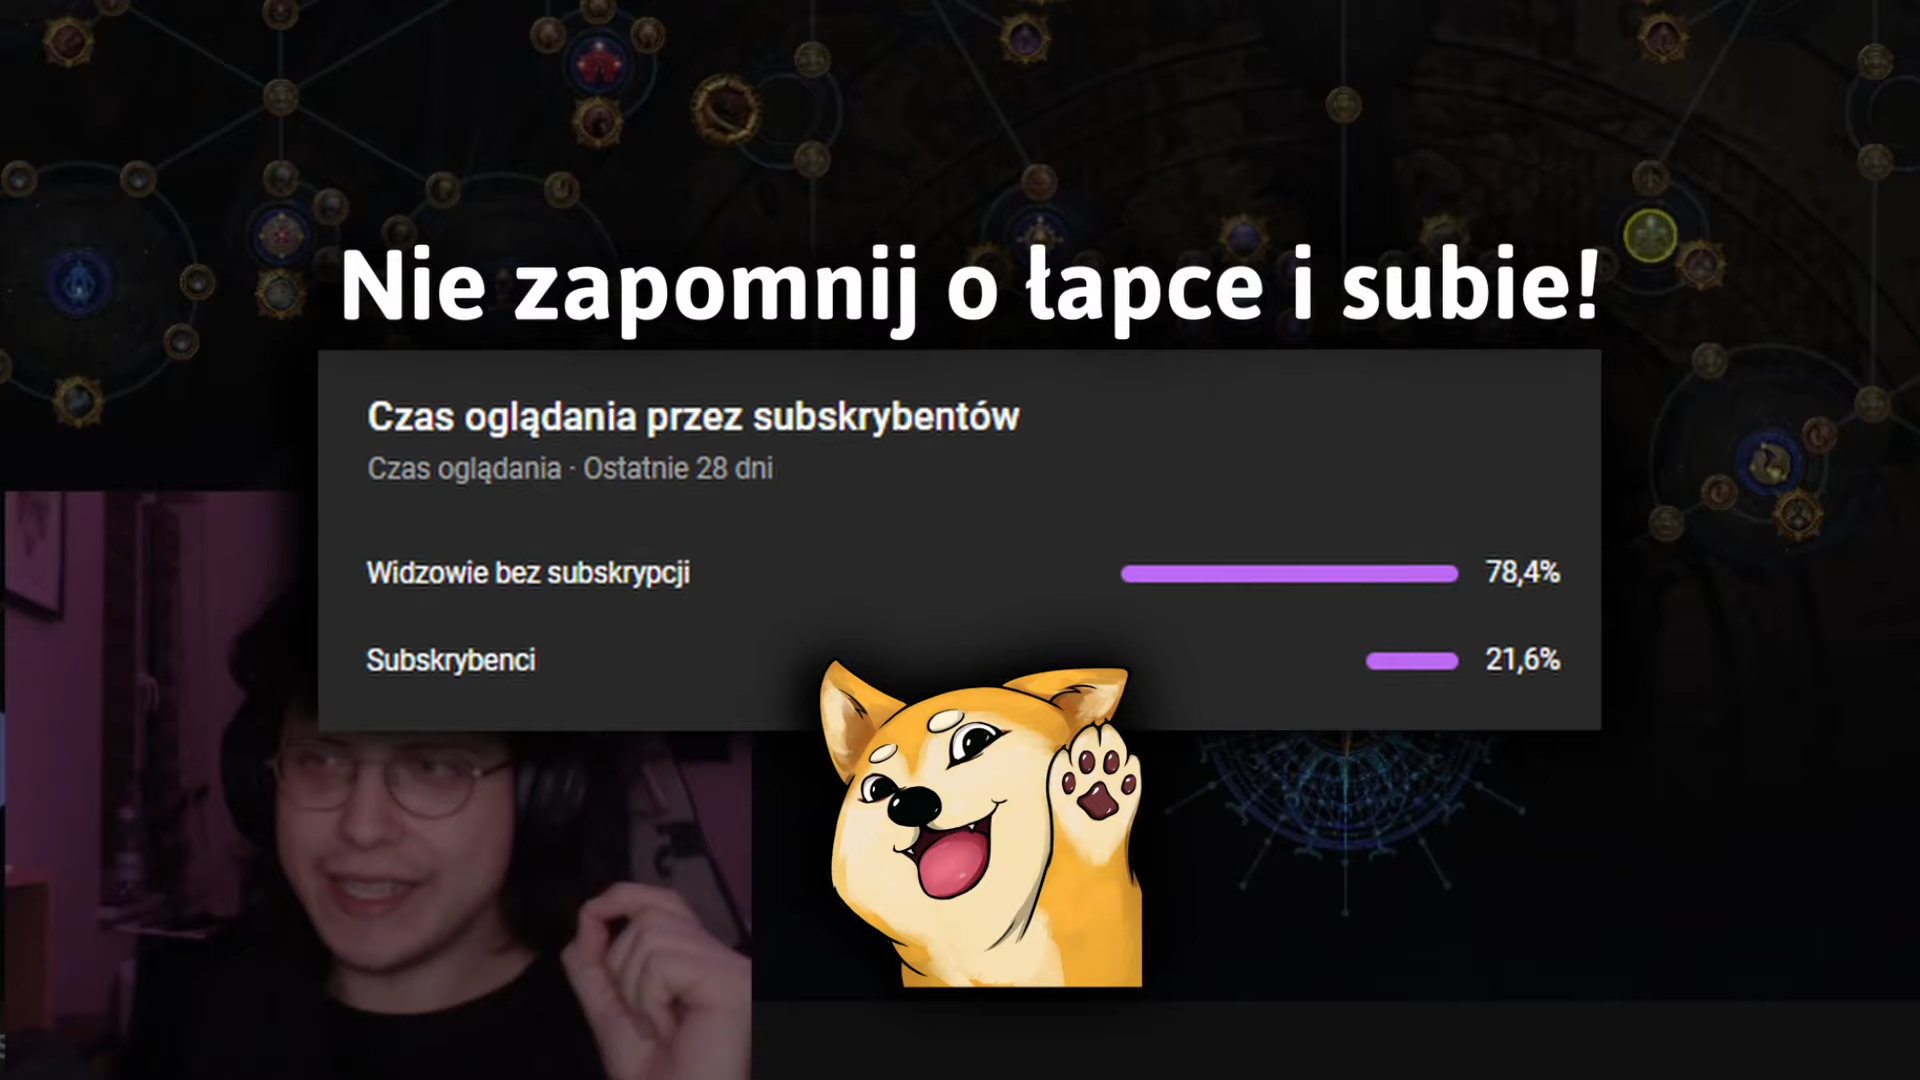 Nie zapomnij o łapce i subie!
Czas oglądania przez subskrybentów
Czas oglądania · Ostatnie 28 dni
Widzowie bez subskrypcji 78,4%
Subskrybenci 21,6%